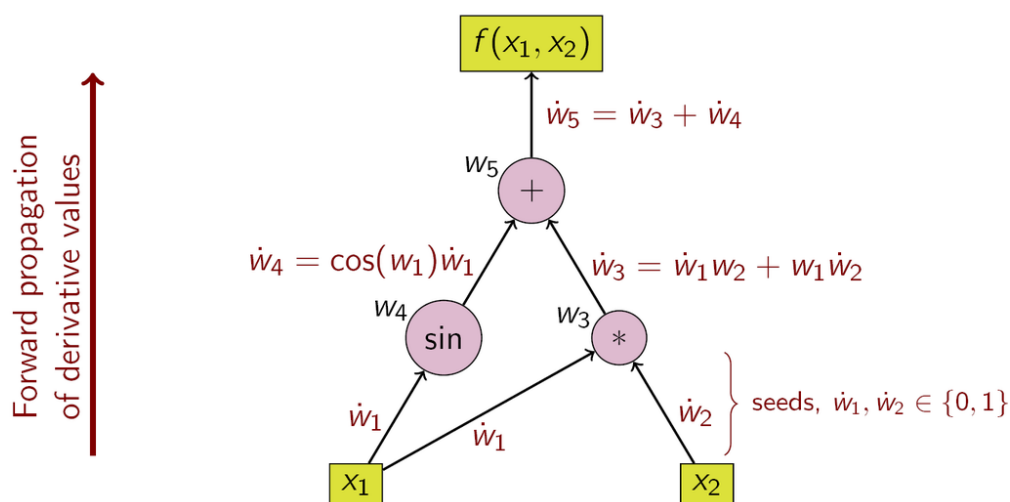 f(x₁, x₂)
ẇ₅ = ẇ₃ + ẇ₄
w₅
+
ẇ₄ = cos(w₁)ẇ₁
ẇ₃ = ẇ₁w₂ + w₁ẇ₂
w₄
sin
w₃
*
ẇ₁
ẇ₁
ẇ₂
seeds, ẇ₁, ẇ₂ ∈ {0, 1}
x₁
x₂
Forward propagation
of derivative values